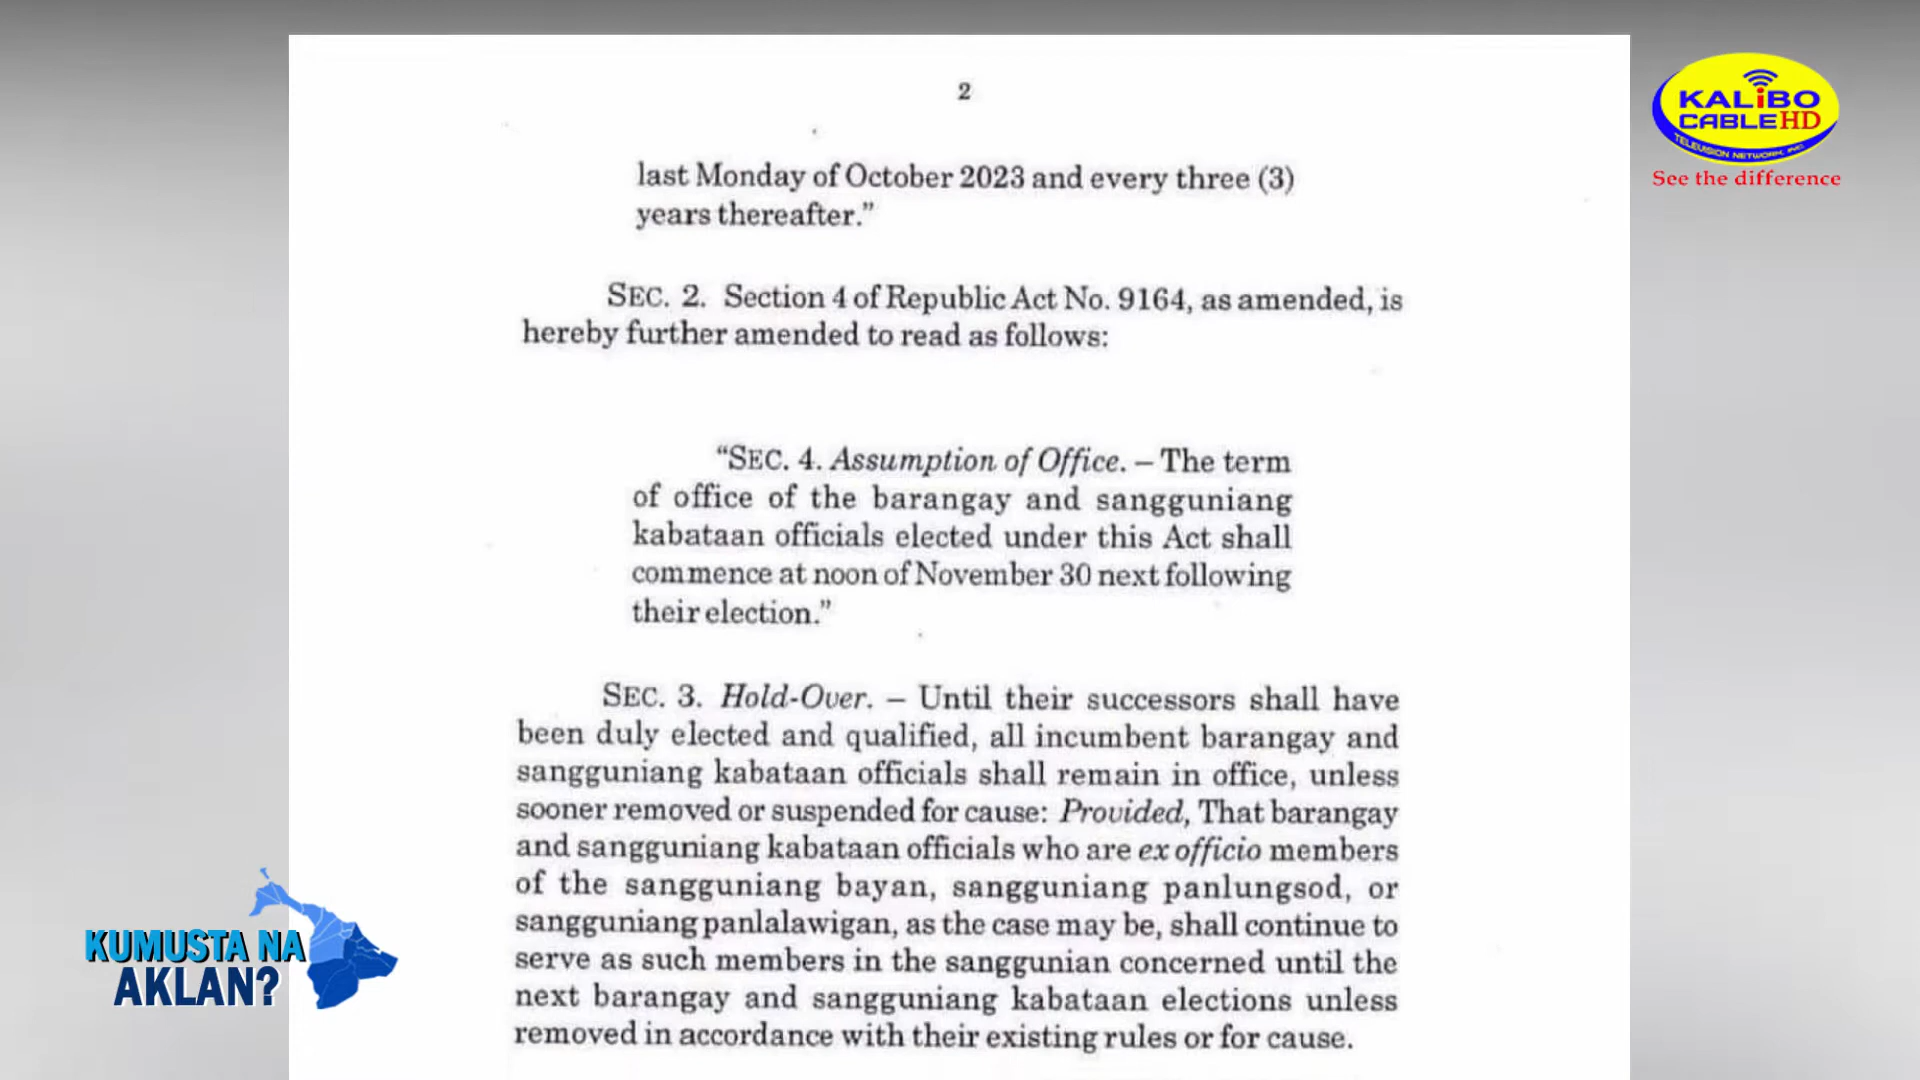 2
last Monday of October 2023 and every three (3)
years thereafter.”
SEC. 2. Section 4 of Republic Act No. 9164, as amended, is
hereby further amended to read as follows:
“SEC. 4. Assumption of Office. – The term
of office of the barangay and sangguniang
kabataan officials elected under this Act shall
commence at noon of November 30 next following
their election.”
SEC. 3. Hold-Over. – Until their successors shall have
been duly elected and qualified, all incumbent barangay and
sangguniang kabataan officials shall remain in office, unless
sooner removed or suspended for cause: Provided, That barangay
and sangguniang kabataan officials who are ex officio members
of the sangguniang bayan, sangguniang panlungsod, or
sangguniang panlalawigan, as the case may be, shall continue to
serve as such members in the sanggunian concerned until the
next barangay and sangguniang kabataan elections unless
removed in accordance with their existing rules or for cause.
KALiBO
CABLE HD
TELEVISION NETWORK, INC.
See the difference
KUMUSTA NA
AKLAN?